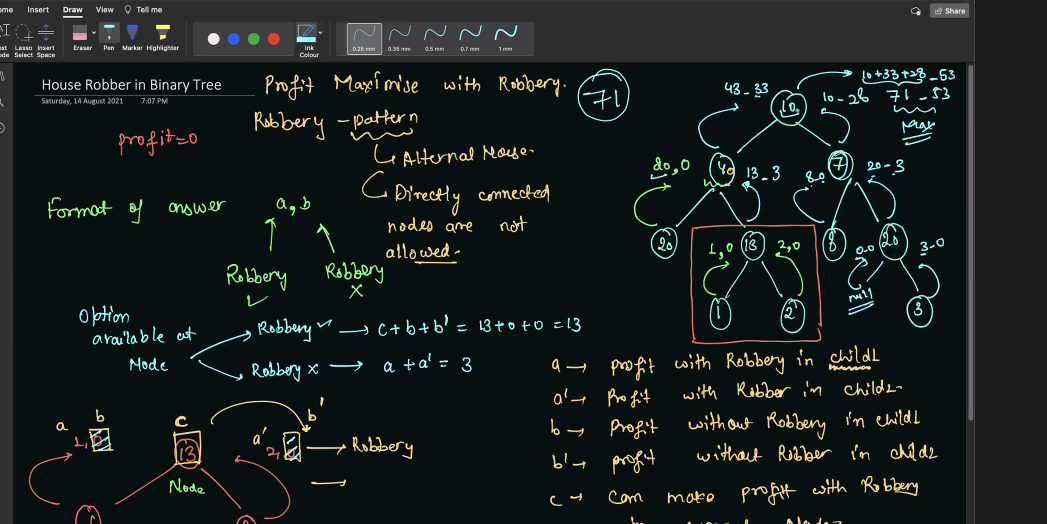 ome Insert Draw View Tell me
Share
Lasso Insert
Select Space
Eraser Pen Marker Highlighter
Ink
Colour
0.25 mm 0.35 mm 0.5 mm 0.7 mm 1 mm
House Robber in Binary Tree
Saturday, 14 August 2021 7:07 PM
Profit Maximise with Robbery.
71
Robbery - pattern
profit=0
Alternal House-
Directly connected
nodes are not
allowed-
Format of answer a, b
Robbery Robbery
✓ ×
Option
available at
Node
Robbery ✓ → c+b+b' = 13+0+0 = 13
Robbery × → a + a' = 3
10+33+28 - 53
71 - 53
Max
43-33
10
10-28
20,0
40
13-3
7
8-0
20-3
20
1,0
13
2,0
8
20
0-0
3-0
null
1
2
3
a → profit with Robbery in child1
a' → Profit with Robber in child2-
b → Profit without Robbery in child1
b' → profit without Robber in child2
c → Can make profit with Robbery
a b
1,
c
13
Node
b'
a'
2,
→ Robbery